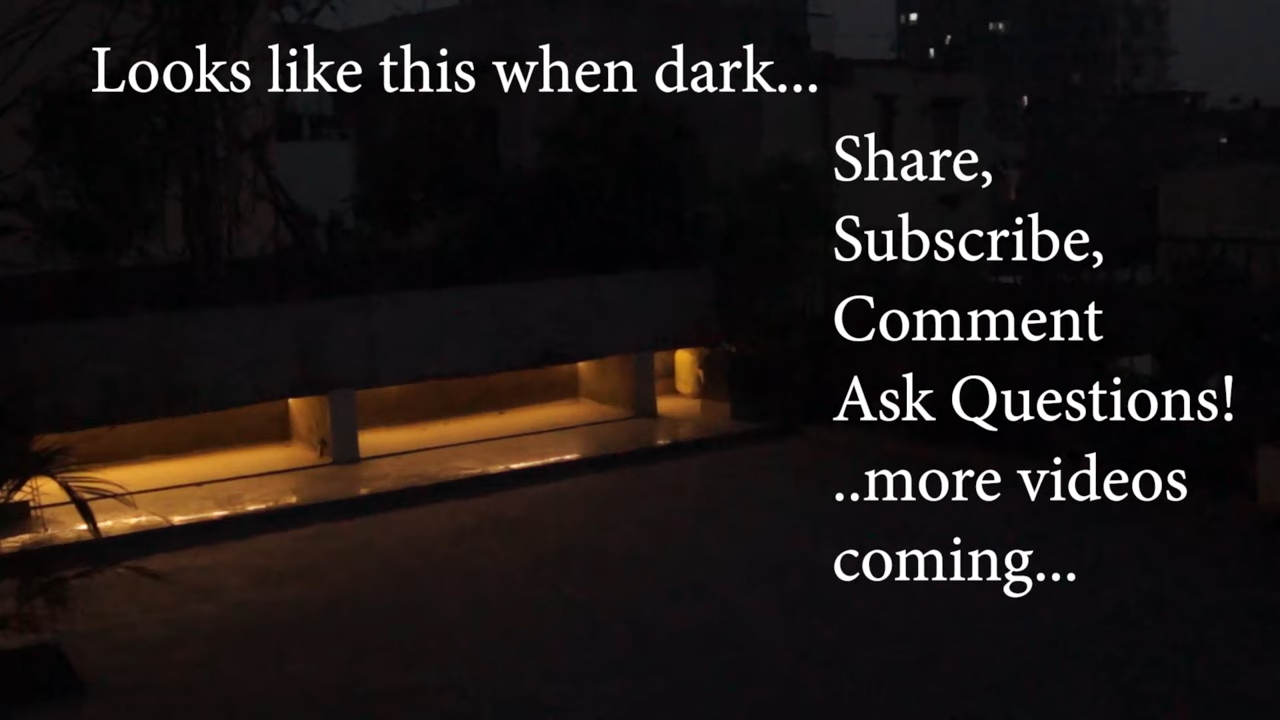 Looks like this when dark...
Share,
Subscribe,
Comment
Ask Questions!
..more videos
coming...